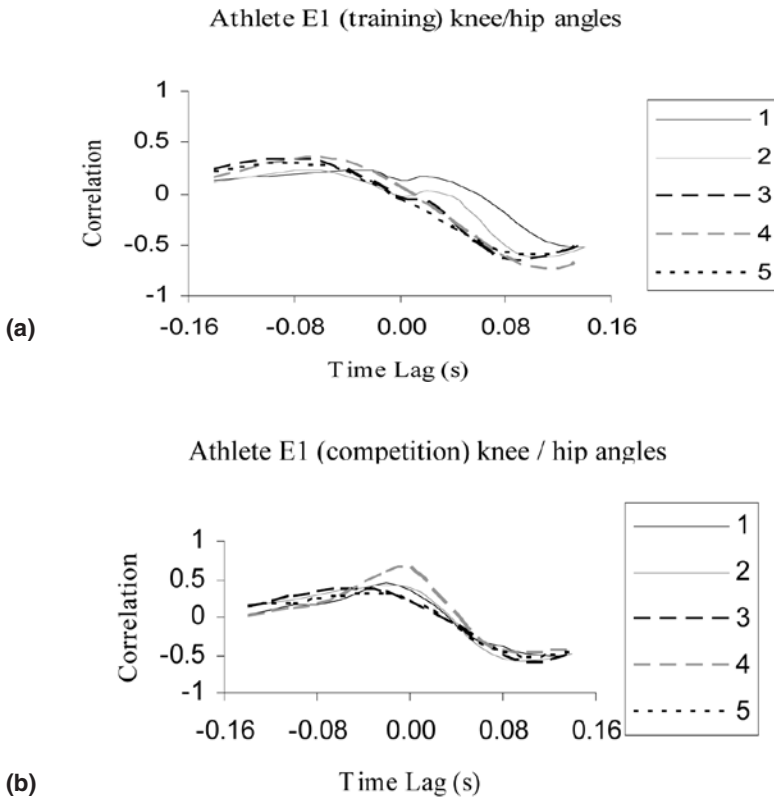 Athlete E1 (training) knee/hip angles
1
0.5
0
-0.5
-1
Correlation
-0.16 -0.08 0.00 0.08 0.16
Time Lag (s)
1
2
3
4
5
(a)
Athlete E1 (competition) knee / hip angles
1
0.5
0
-0.5
-1
Correlation
-0.16 -0.08 0.00 0.08 0.16
Time Lag (s)
1
2
3
4
5
(b)